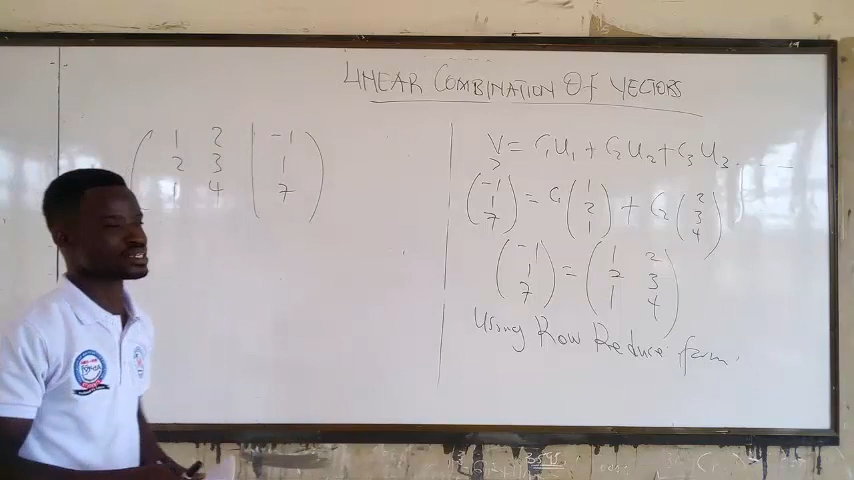 LINEAR COMBINATION OF VECTORS
1 2 | -1
2 3 | 1
1 4 | 7
V = C₁U₁ + C₂U₂ + C₃U₃ ......
(-1 1 7) = C₁ (1 2 1) + C₂ (2 3 4)
(-1 1 7) = (1 2
2 3
1 4)
Using Row Reduce form.